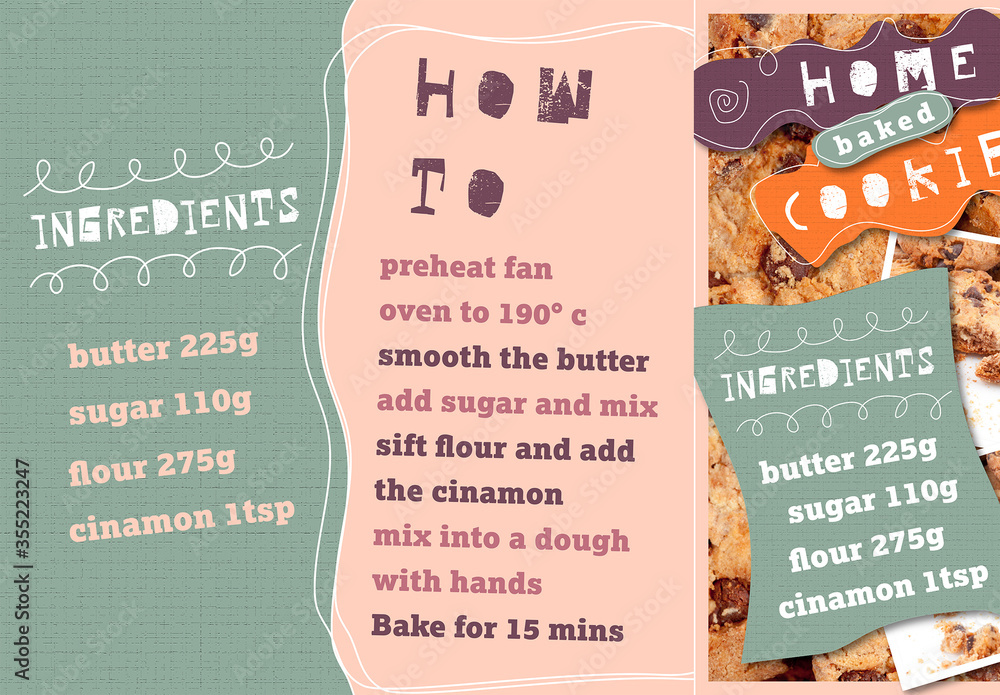 INGREDIENTS
butter 225g
sugar 110g
flour 275g
cinamon 1tsp
HOW
TO
preheat fan
oven to 190° c
smooth the butter
add sugar and mix
sift flour and add
the cinamon
mix into a dough
with hands
Bake for 15 mins
HOME
baked
COOKIE
INGREDIENTS
butter 225g
sugar 110g
flour 275g
cinamon 1tsp
Adobe Stock | #355223247